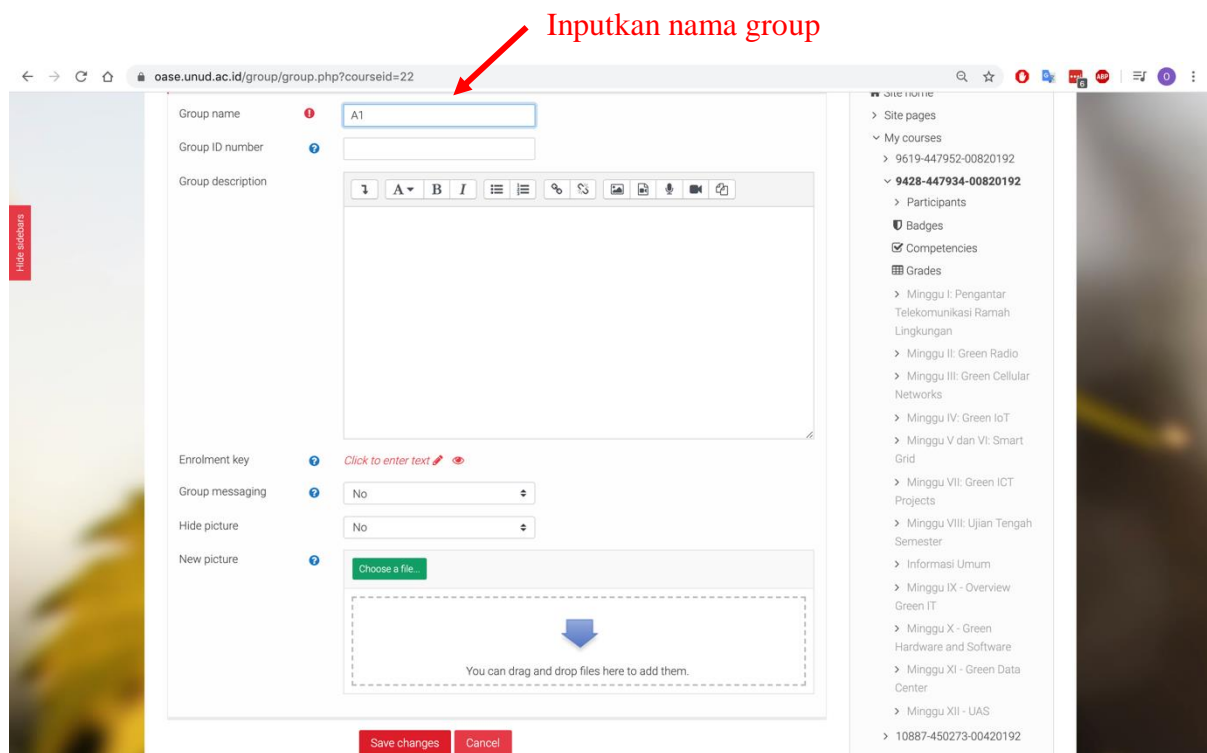 Inputkan nama group
oase.unud.ac.id/group/group.php?courseid=22
6
ABP
O
Group name
A1
Group ID number
Group description
A B I
Enrolment key
Click to enter text
Group messaging
No
Hide picture
No
New picture
Choose a file...
You can drag and drop files here to add them.
Save changes
Cancel
Hide sidebars
Site home
Site pages
My courses
9619-447952-00820192
9428-447934-00820192
Participants
Badges
Competencies
Grades
Minggu I: Pengantar
Telekomunikasi Ramah
Lingkungan
Minggu II: Green Radio
Minggu III: Green Cellular
Networks
Minggu IV: Green IoT
Minggu V dan VI: Smart
Grid
Minggu VII: Green ICT
Projects
Minggu VIII: Ujian Tengah
Semester
Informasi Umum
Minggu IX - Overview
Green IT
Minggu X - Green
Hardware and Software
Minggu XI - Green Data
Center
Minggu XII - UAS
10887-450273-00420192